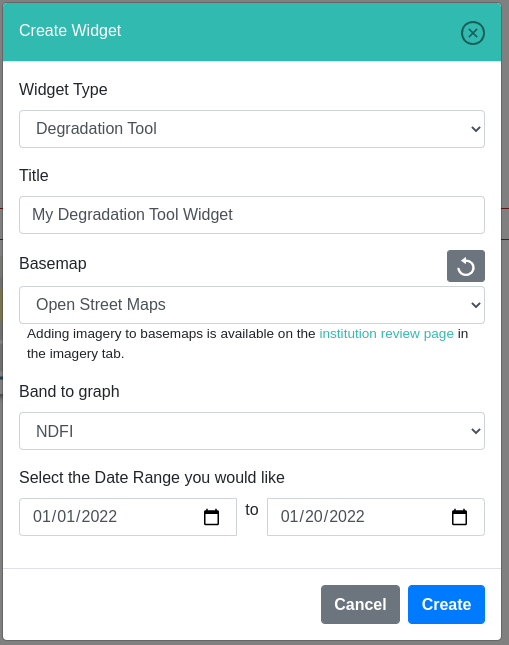 Create Widget
Widget Type
Degradation Tool
Title
My Degradation Tool Widget
Basemap
Open Street Maps
Adding imagery to basemaps is available on the institution review page in
the imagery tab.
Band to graph
NDFI
Select the Date Range you would like
01/01/2022 to 01/20/2022
Cancel Create